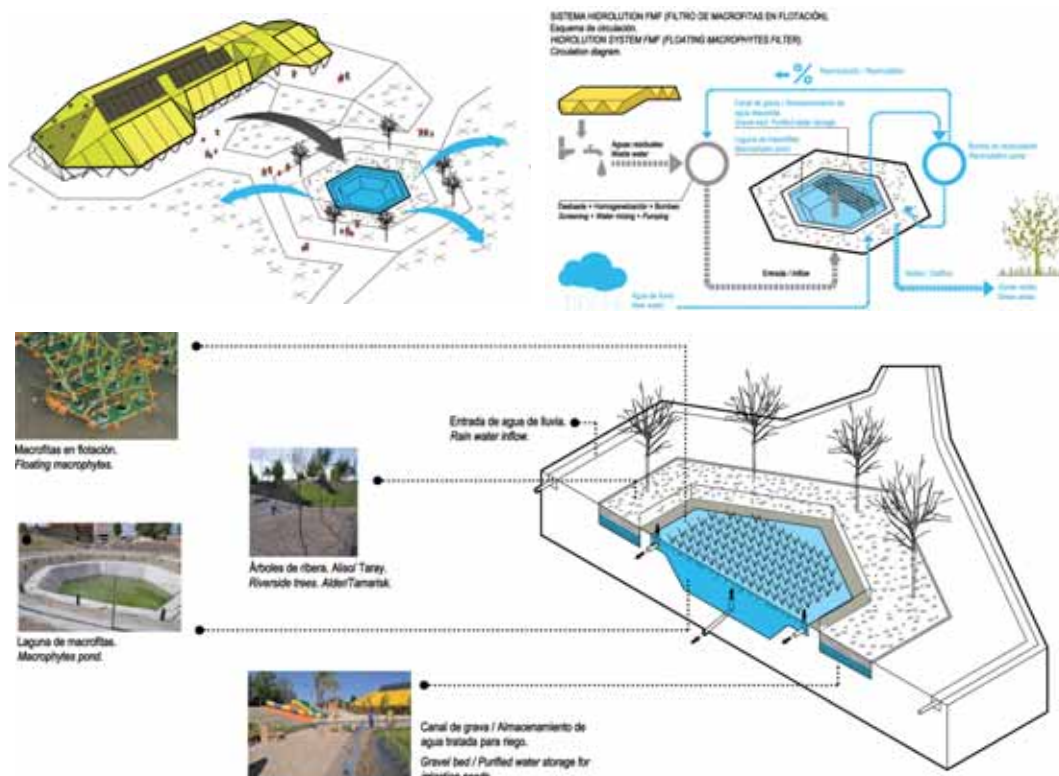 SISTEMA HIDROLUTION FMF (FILTRO DE MACROFITAS EN FLOTACIÓN).
Esquema de circulación.
HIDROLUTION SYSTEM FMF (FLOATING MACROPHYTES FILTER).
Circulation diagram.
%
Recirculación / Recirculation
Canal de grava / Almacenamiento de
agua depurada
Gravel bed / Purified water storage
Laguna de macrofitas
Macrophytes pond
Aguas residuales
Waste water
Bomba de recirculación
Recirculation pump
Desbaste + Homogeneización + Bombeo
Screening + Water mixing + Pumping
Entrada / Inflow
Salida / Outflow
Agua de lluvia
Rain water
Zonas verdes
Green areas
Macrofitas en flotación.
Floating macrophytes.
Entrada de agua de lluvia.
Rain water inflow.
Árboles de ribera. Aliso/ Taray.
Riverside trees. Alder/Tamarisk.
Laguna de macrofitas.
Macrophytes pond.
Canal de grava / Almacenamiento de
agua tratada para riego.
Gravel bed / Purified water storage for